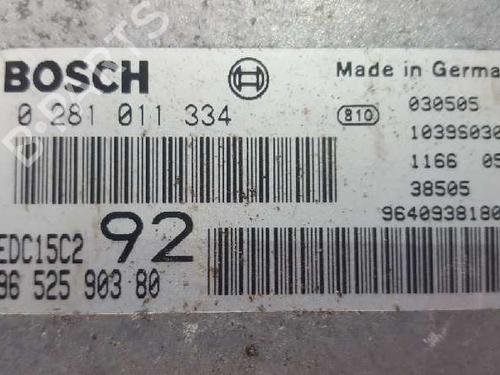 BOSCH
Made in Germa
0 281 011 334
810
030505
10396030
1166 05
38505
9640938180
EDC15C2 92
96 525 903 80
B-PARTS